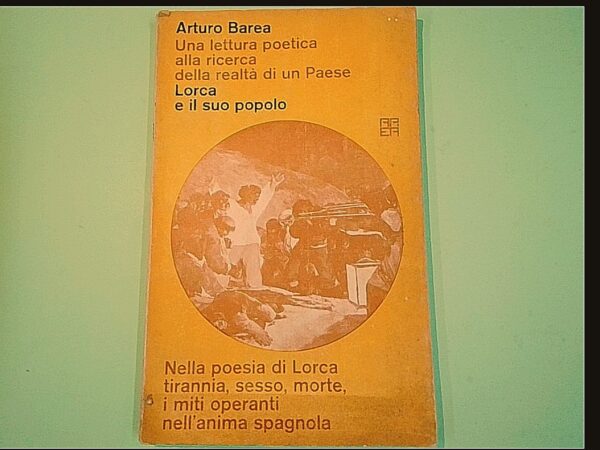 Arturo Barea
Una lettura poetica
alla ricerca
della realtà di un Paese
Lorca
e il suo popolo
Nella poesia di Lorca
tirannia, sesso, morte,
i miti operanti
nell'anima spagnola